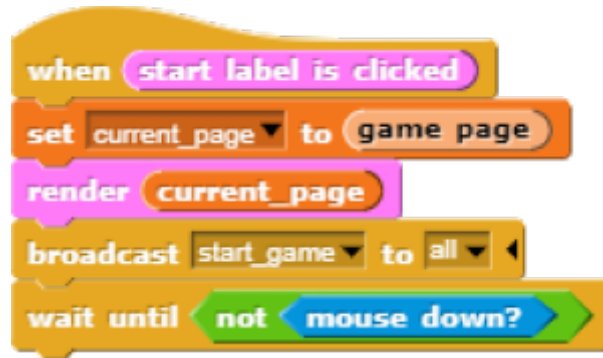 when start label is clicked
set current_page to game page
render current_page
broadcast start_game to all
wait until not mouse down?